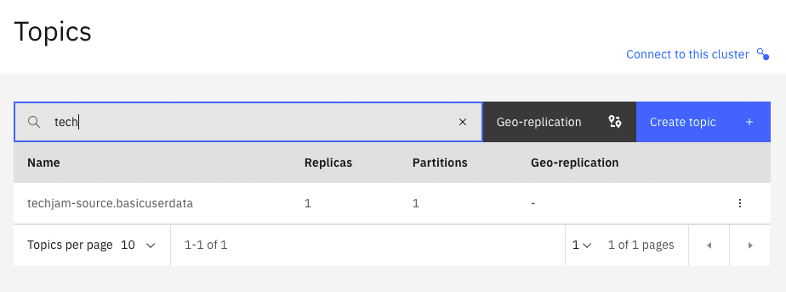 Topics
Connect to this cluster
tech
Geo-replication
Create topic +
Name Replicas Partitions Geo-replication
techjam-source.basicuserdata 1 1 -
Topics per page 10 1-1 of 1 1 1 of 1 pages